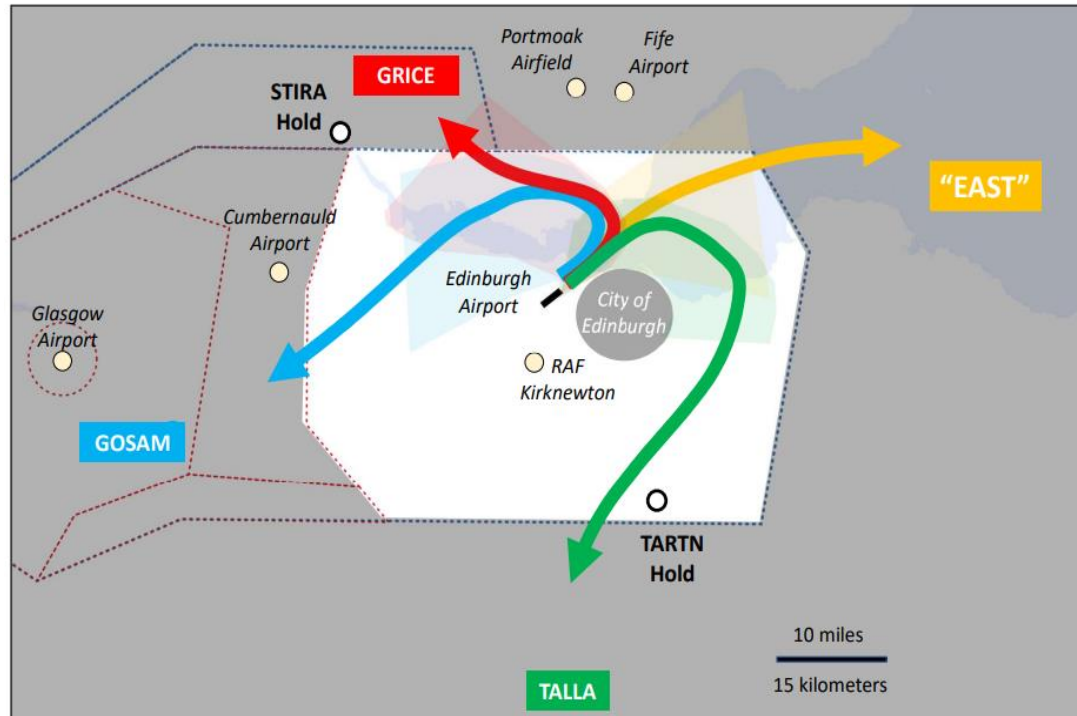 Portmoak
Airfield
Fife
Airport
GRICE
STIRA
Hold
“EAST”
Cumbernauld
Airport
Edinburgh
Airport
City of
Edinburgh
Glasgow
Airport
RAF
Kirknewton
GOSAM
TARTN
Hold
10 miles
15 kilometers
TALLA